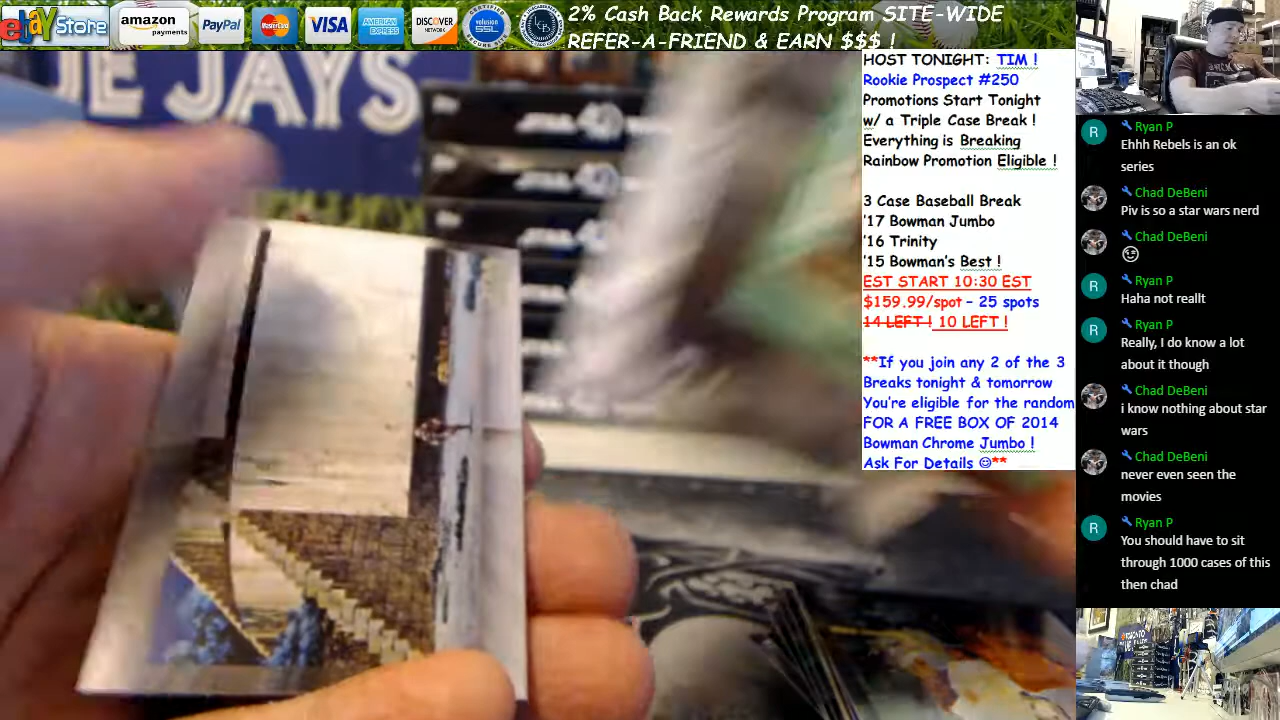 ebay Store
amazon
payments
PayPal
MasterCard
VISA
AMERICAN
EXPRESS
DISCOVER
NETWORK
volusion
SSL
2% Cash Back Rewards Program SITE-WIDE
REFER-A-FRIEND & EARN $$$ !
UE JAYS
HOST TONIGHT: TIM !
Rookie Prospect #250
Promotions Start Tonight
w/ a Triple Case Break !
Everything is Breaking
Rainbow Promotion Eligible !
3 Case Baseball Break
'17 Bowman Jumbo
'16 Trinity
'15 Bowman's Best !
EST START 10:30 EST
$159.99/spot - 25 spots
14 LEFT ! 10 LEFT !
**If you join any 2 of the 3
Breaks tonight & tomorrow
You're eligible for the random
FOR A FREE BOX OF 2014
Bowman Chrome Jumbo !
Ask For Details ☺**
R
Ryan P
Ehhh Rebels is an ok
series
Chad DeBeni
Piv is so a star wars nerd
Chad DeBeni
R
Ryan P
Haha not reallt
R
Ryan P
Really, I do know a lot
about it though
Chad DeBeni
i know nothing about star
wars
Chad DeBeni
never even seen the
movies
R
Ryan P
You should have to sit
through 1000 cases of this
then chad
TORONTO